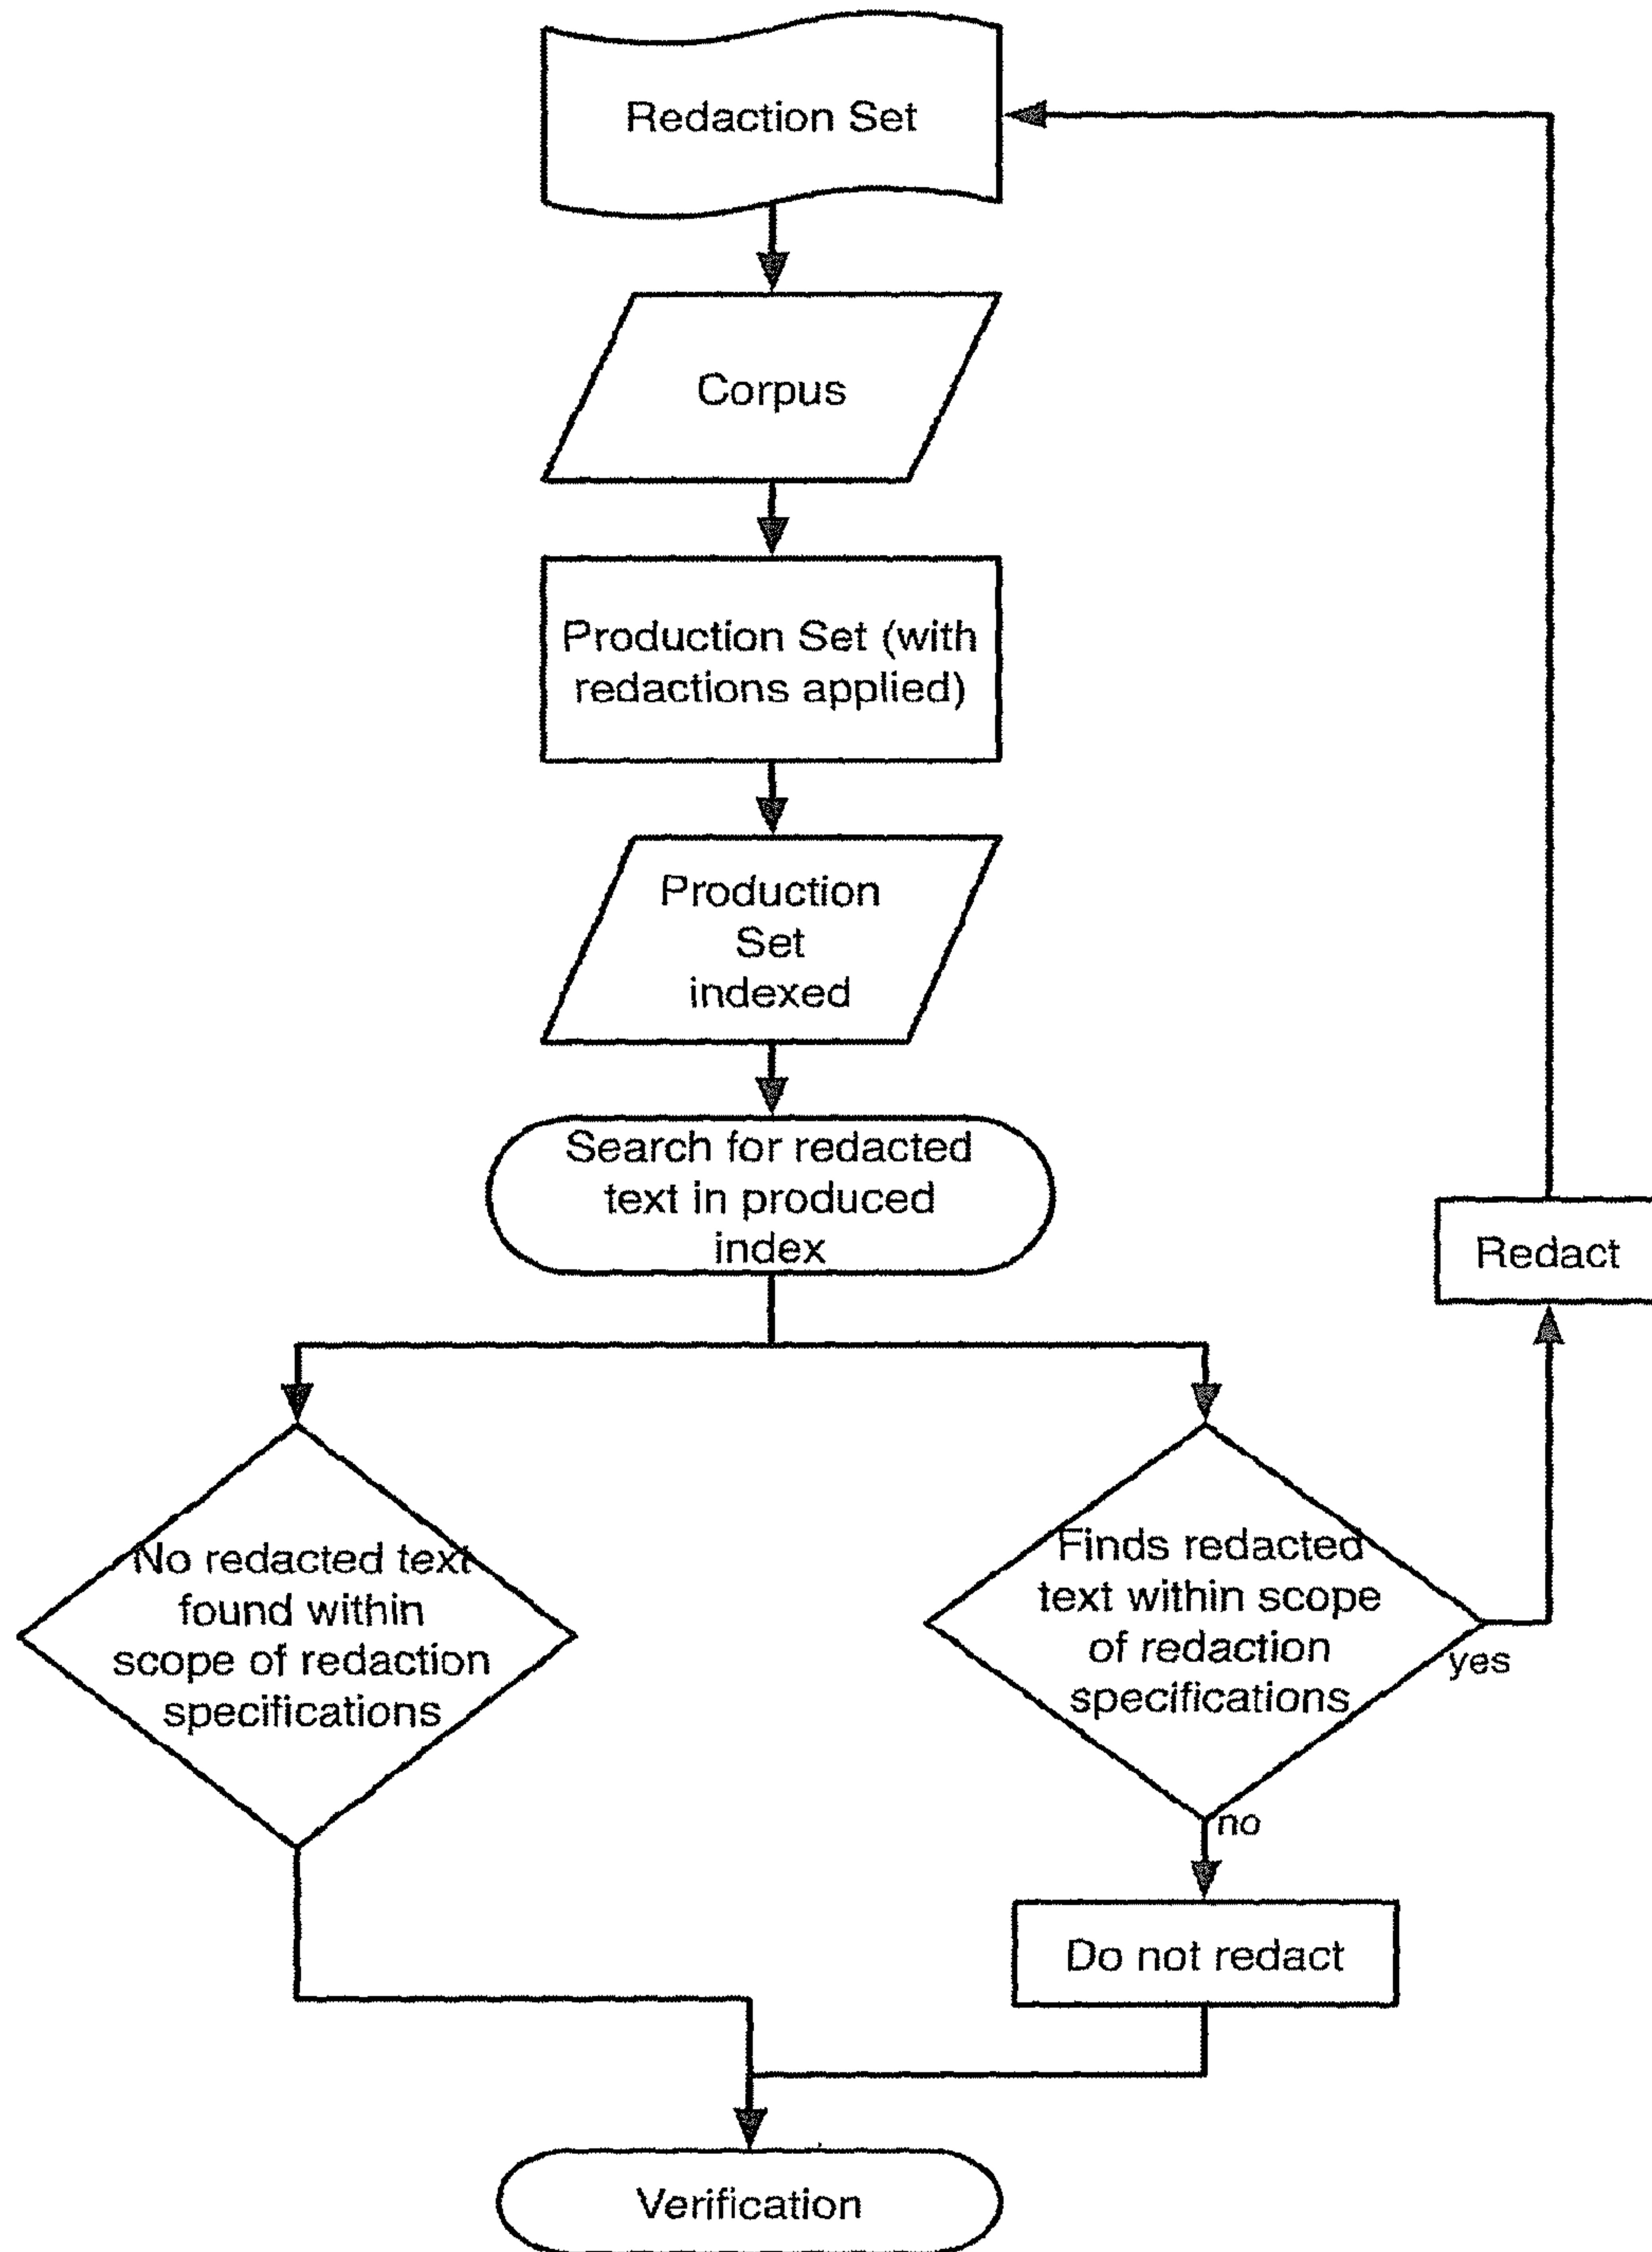 Redaction Set
Corpus
Production Set (with
redactions applied)
Production
Set
indexed
Search for redacted
text in produced
index
Redact
No redacted text
found within
scope of redaction
specifications
Finds redacted
text within scope
of redaction
specifications
yes
no
Do not redact
Verification